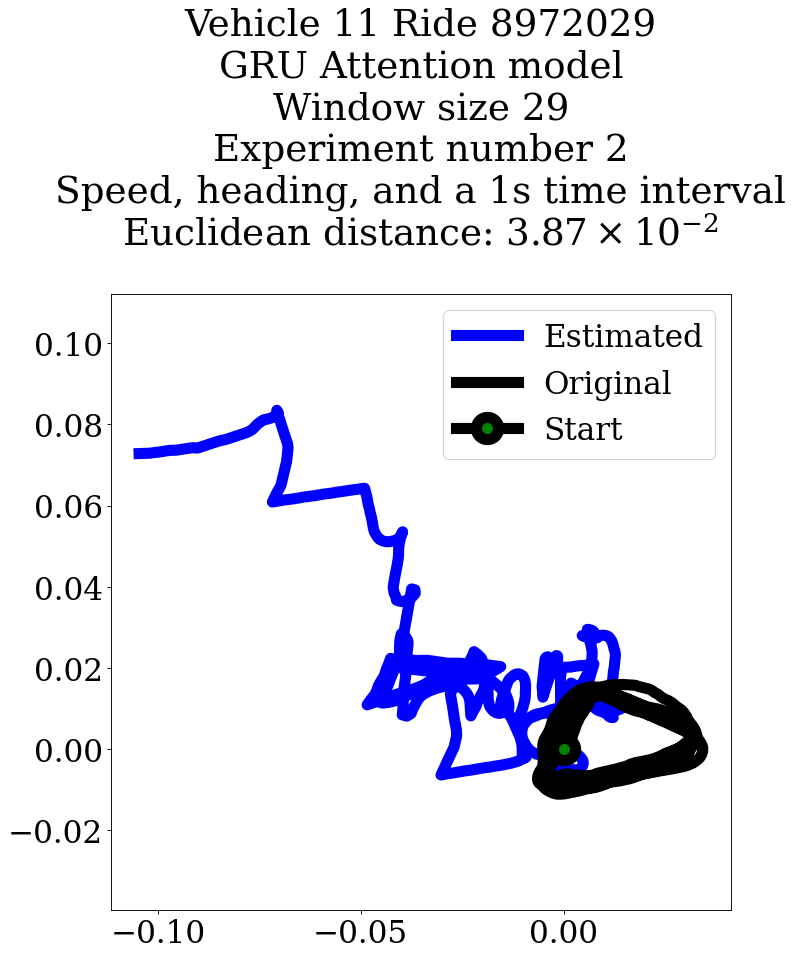 Vehicle 11 Ride 8972029
GRU Attention model
Window size 29
Experiment number 2
Speed, heading, and a 1s time interval
Euclidean distance: 3.87 × 10⁻²
Estimated
Original
Start
0.10
0.08
0.06
0.04
0.02
0.00
−0.02
−0.10
−0.05
0.00